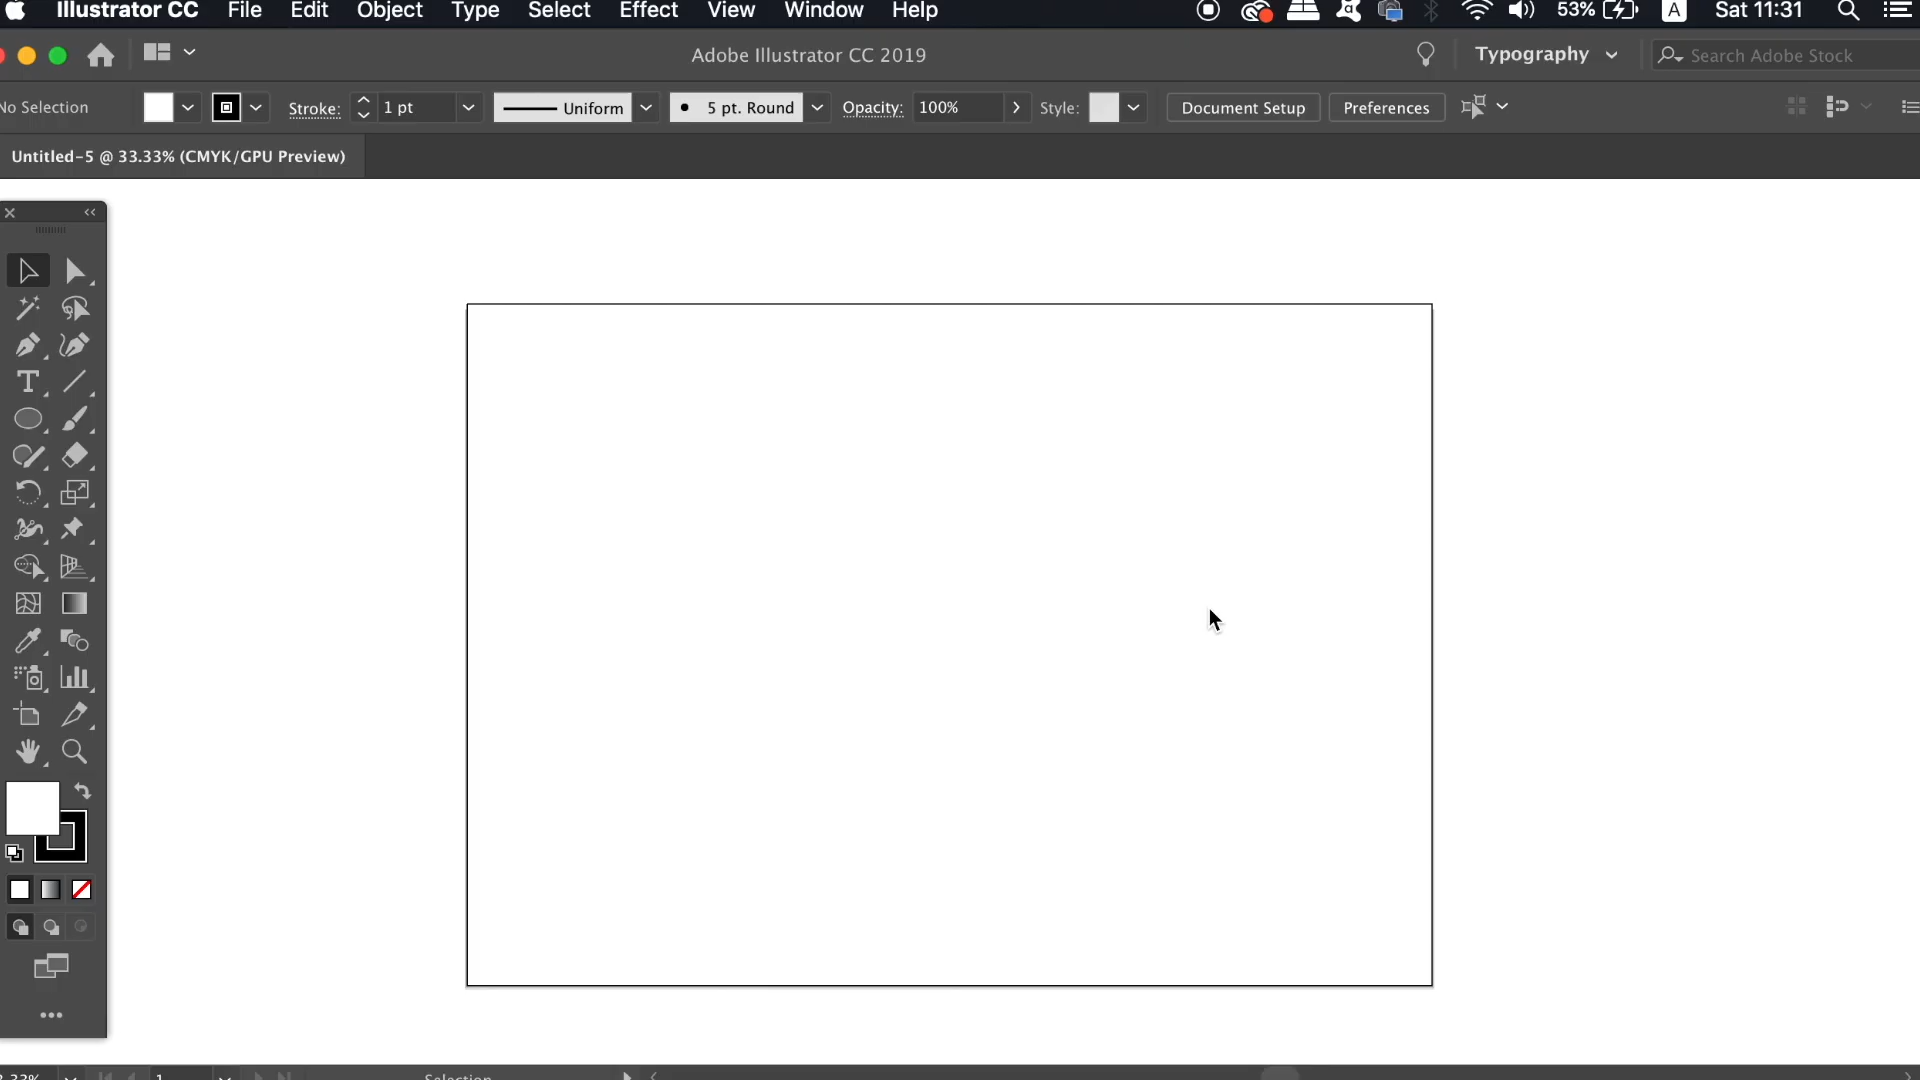 Illustrator CC File Edit Object Type Select Effect View Window Help 53% A Sat 11:31
Adobe Illustrator CC 2019 Typography Search Adobe Stock
No Selection Stroke: 1 pt Uniform 5 pt. Round Opacity: 100% Style: Document Setup Preferences
Untitled-5 @ 33.33% (CMYK/GPU Preview)
Selection